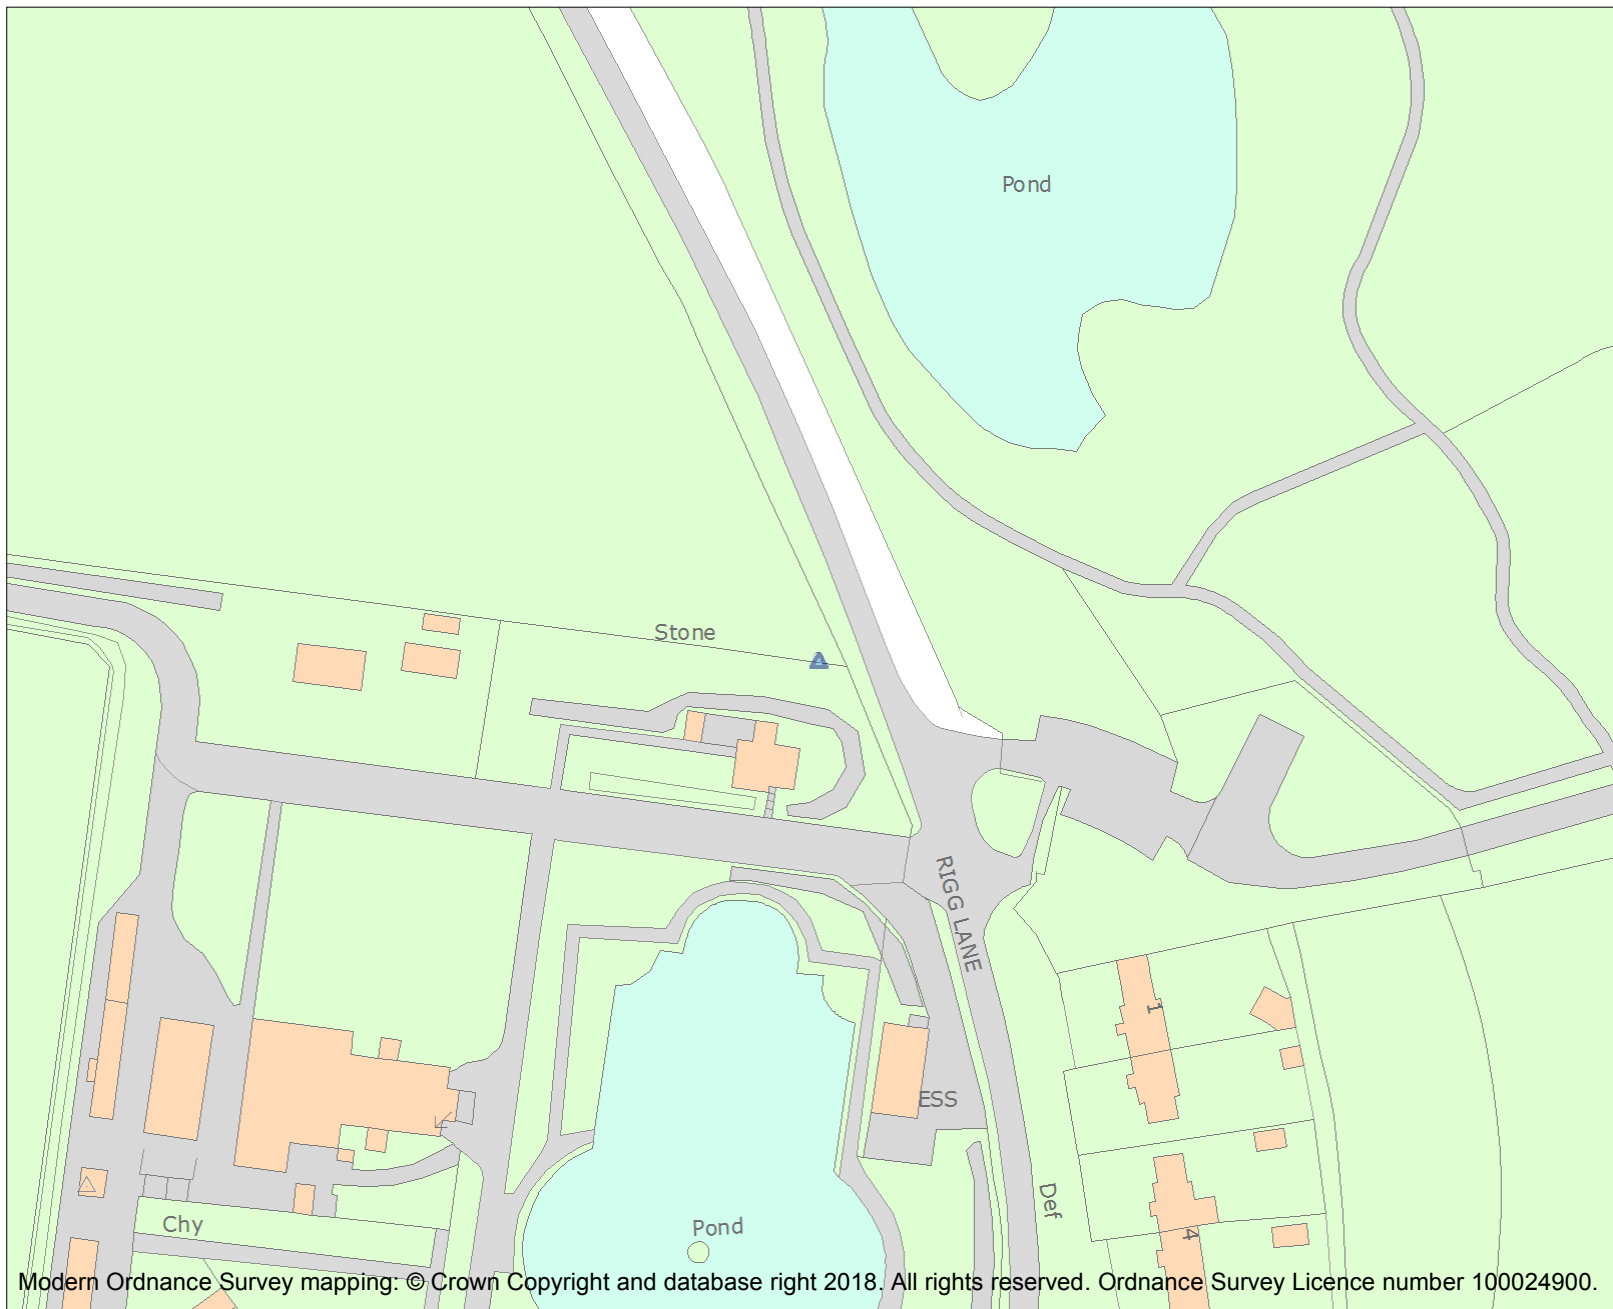 Pond
Stone
RIGG LANE
1
ESS
Def
Chy
Pond
4
Modern Ordnance Survey mapping: © Crown Copyright and database right 2018. All rights reserved. Ordnance Survey Licence number 100024900.